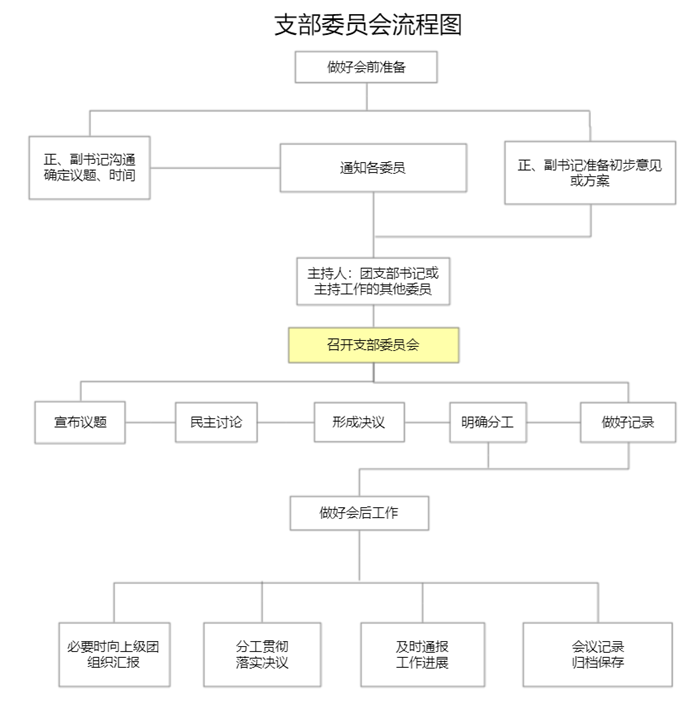 支部委员会流程图
做好会前准备
正、副书记沟通
确定议题、时间
通知各委员
正、副书记准备初步意见
或方案
主持人：团支部书记或
主持工作的其他委员
召开支部委员会
宣布议题
民主讨论
形成决议
明确分工
做好记录
做好会后工作
必要时向上级团
组织汇报
分工贯彻
落实决议
及时通报
工作进展
会议记录
归档保存